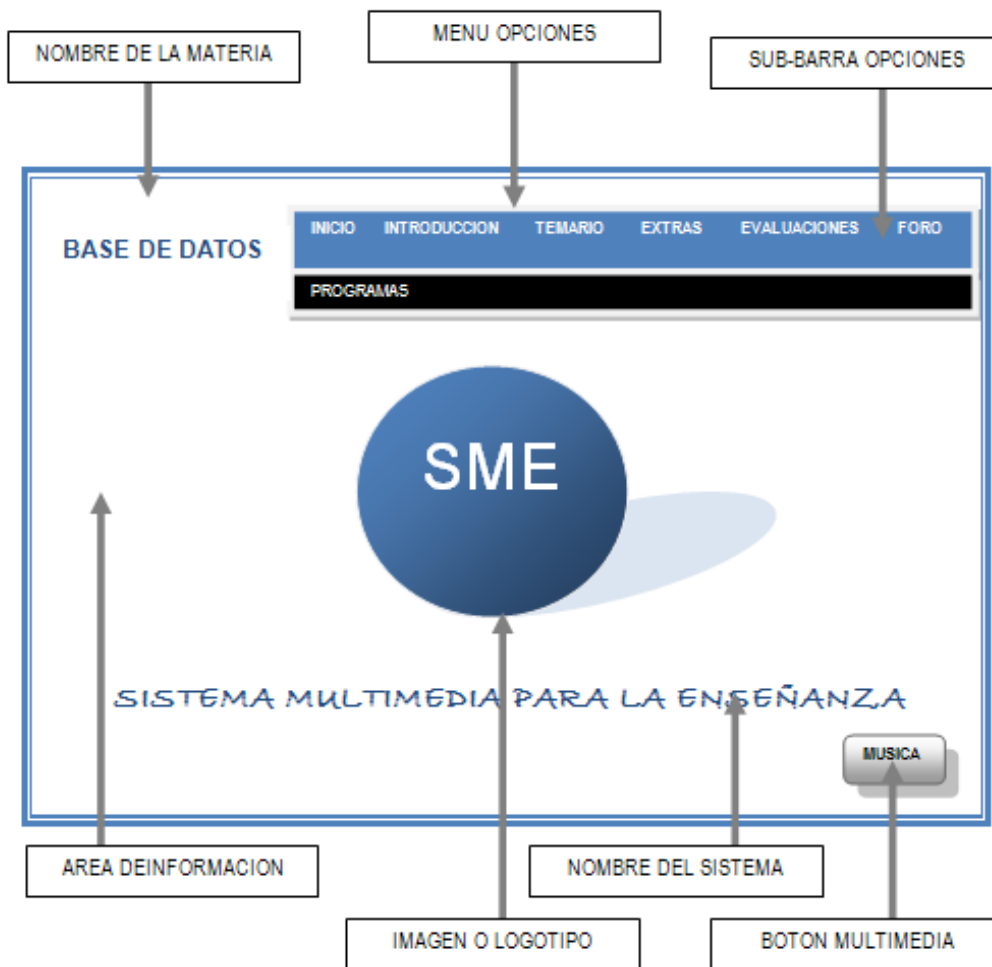 MENU OPCIONES
NOMBRE DE LA MATERIA
SUB-BARRA OPCIONES
BASE DE DATOS
INICIO INTRODUCCION TEMARIO EXTRAS EVALUACIONES FORO
PROGRAMAS
SME
SISTEMA MULTIMEDIA PARA LA ENSEÑANZA
MUSICA
AREA DEINFORMACION
NOMBRE DEL SISTEMA
IMAGEN O LOGOTIPO
BOTON MULTIMEDIA